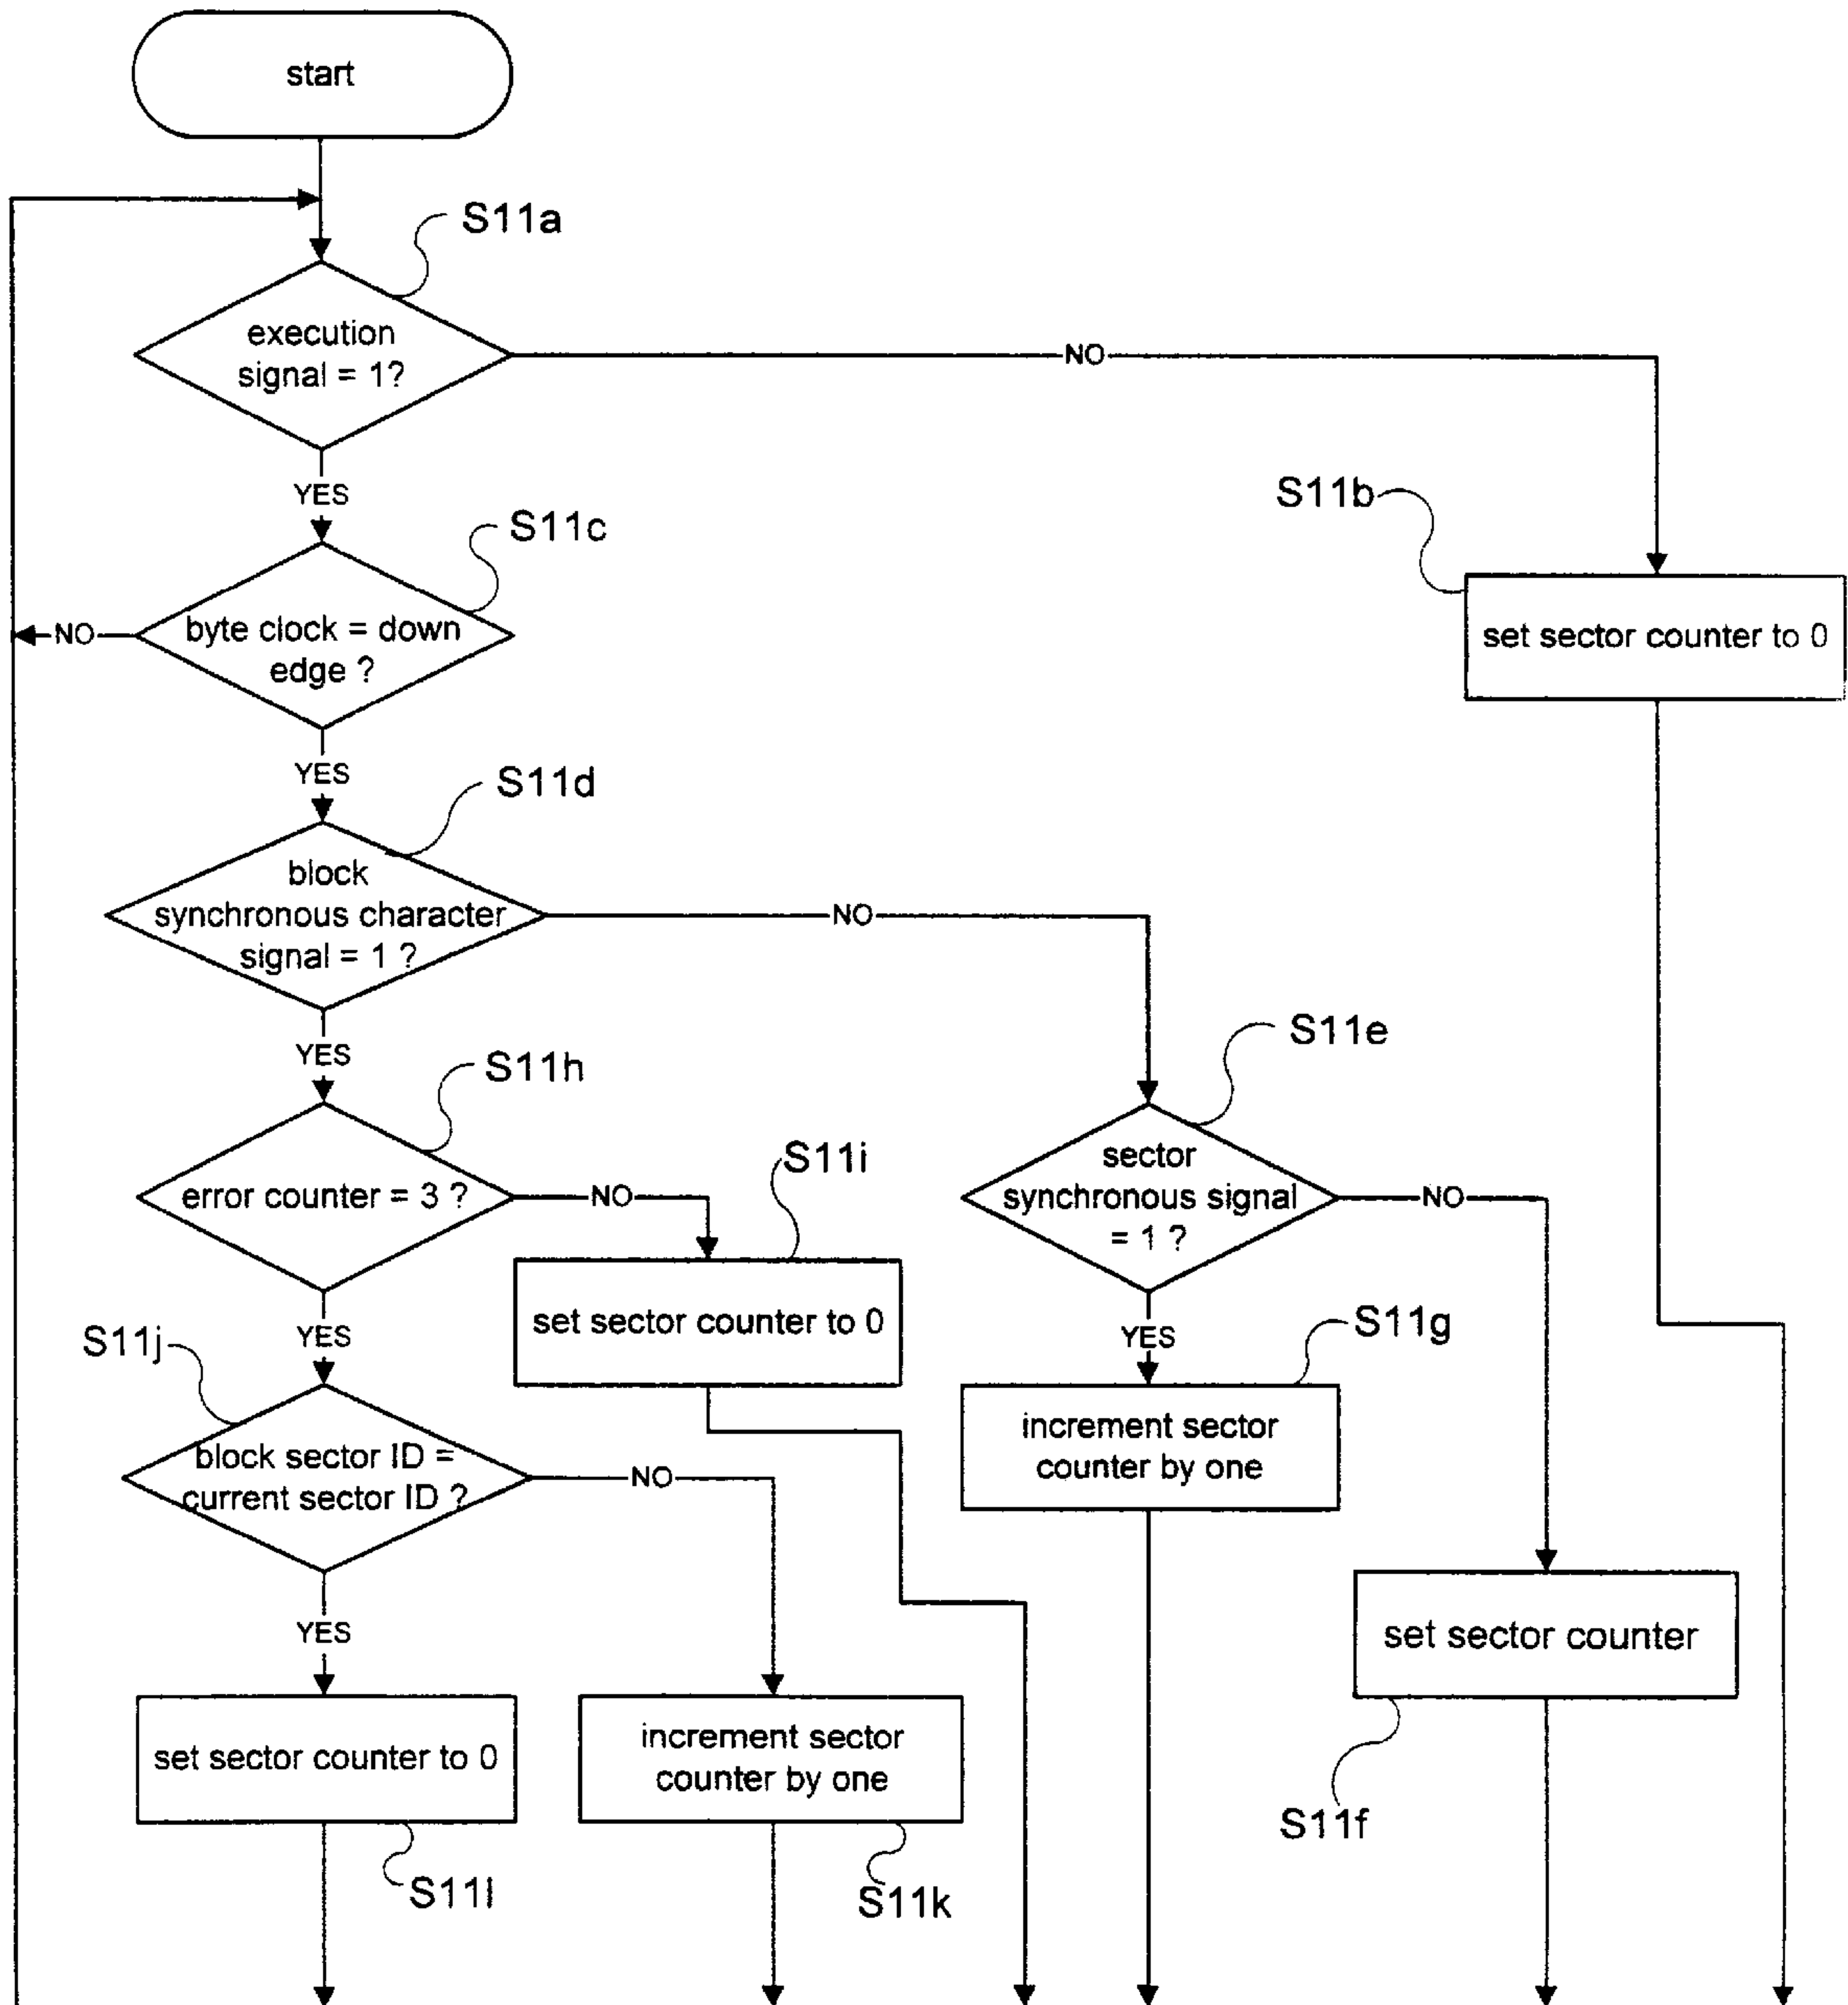 start
S11a
execution
signal = 1?
NO
YES
S11b
set sector counter to 0
S11c
byte clock = down
edge ?
NO
YES
S11d
block
synchronous character
signal = 1 ?
NO
YES
S11e
sector
synchronous signal
= 1 ?
NO
YES
S11h
error counter = 3 ?
NO
YES
S11i
set sector counter to 0
S11g
increment sector
counter by one
S11j
block sector ID =
current sector ID ?
NO
YES
set sector counter
S11f
set sector counter to 0
S11l
increment sector
counter by one
S11k